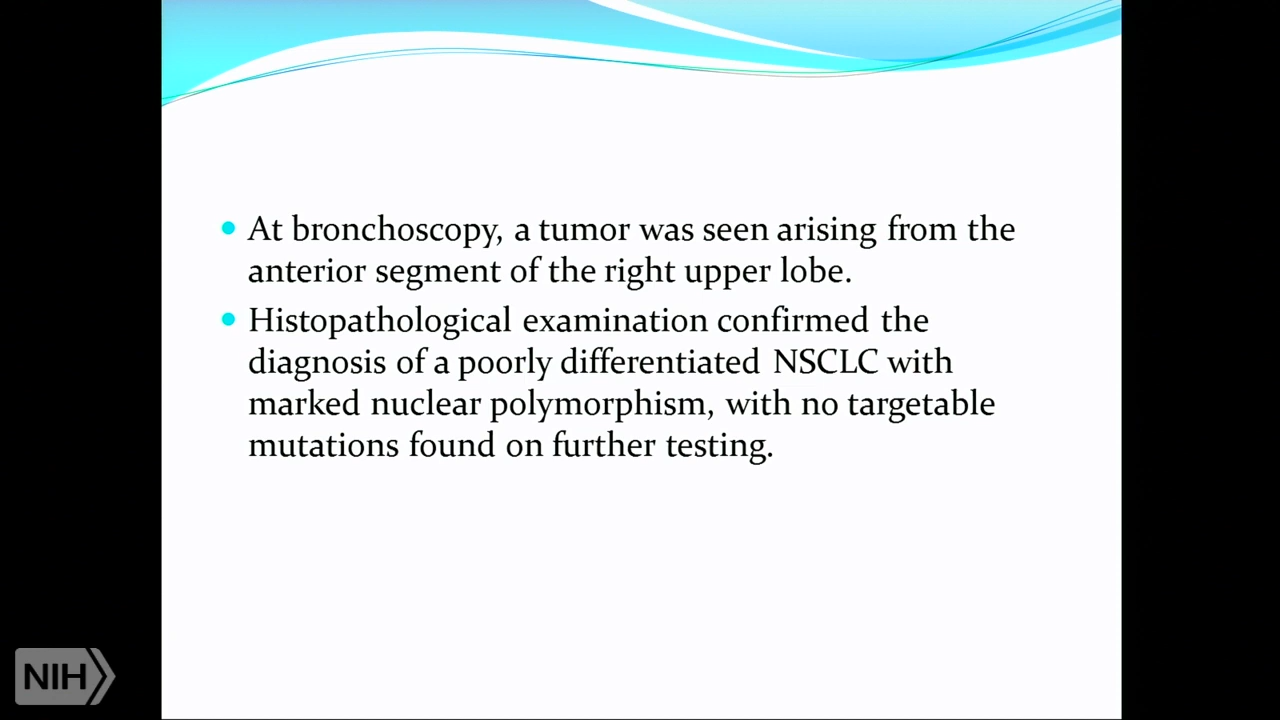 • At bronchoscopy, a tumor was seen arising from the
anterior segment of the right upper lobe.
• Histopathological examination confirmed the
diagnosis of a poorly differentiated NSCLC with
marked nuclear polymorphism, with no targetable
mutations found on further testing.
NIH